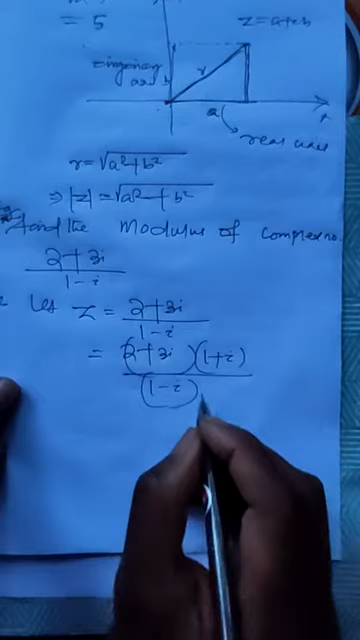 = 5
z = a+ib
imaginary
axis
r
a
real axis
r = √a²+b²
⇒ |z| = √a²+b²
Find the Modulus of complex no.
2+3i
1-i
Let z = 2+3i
1-i
= (2+3i)(1+i)
(1-i)